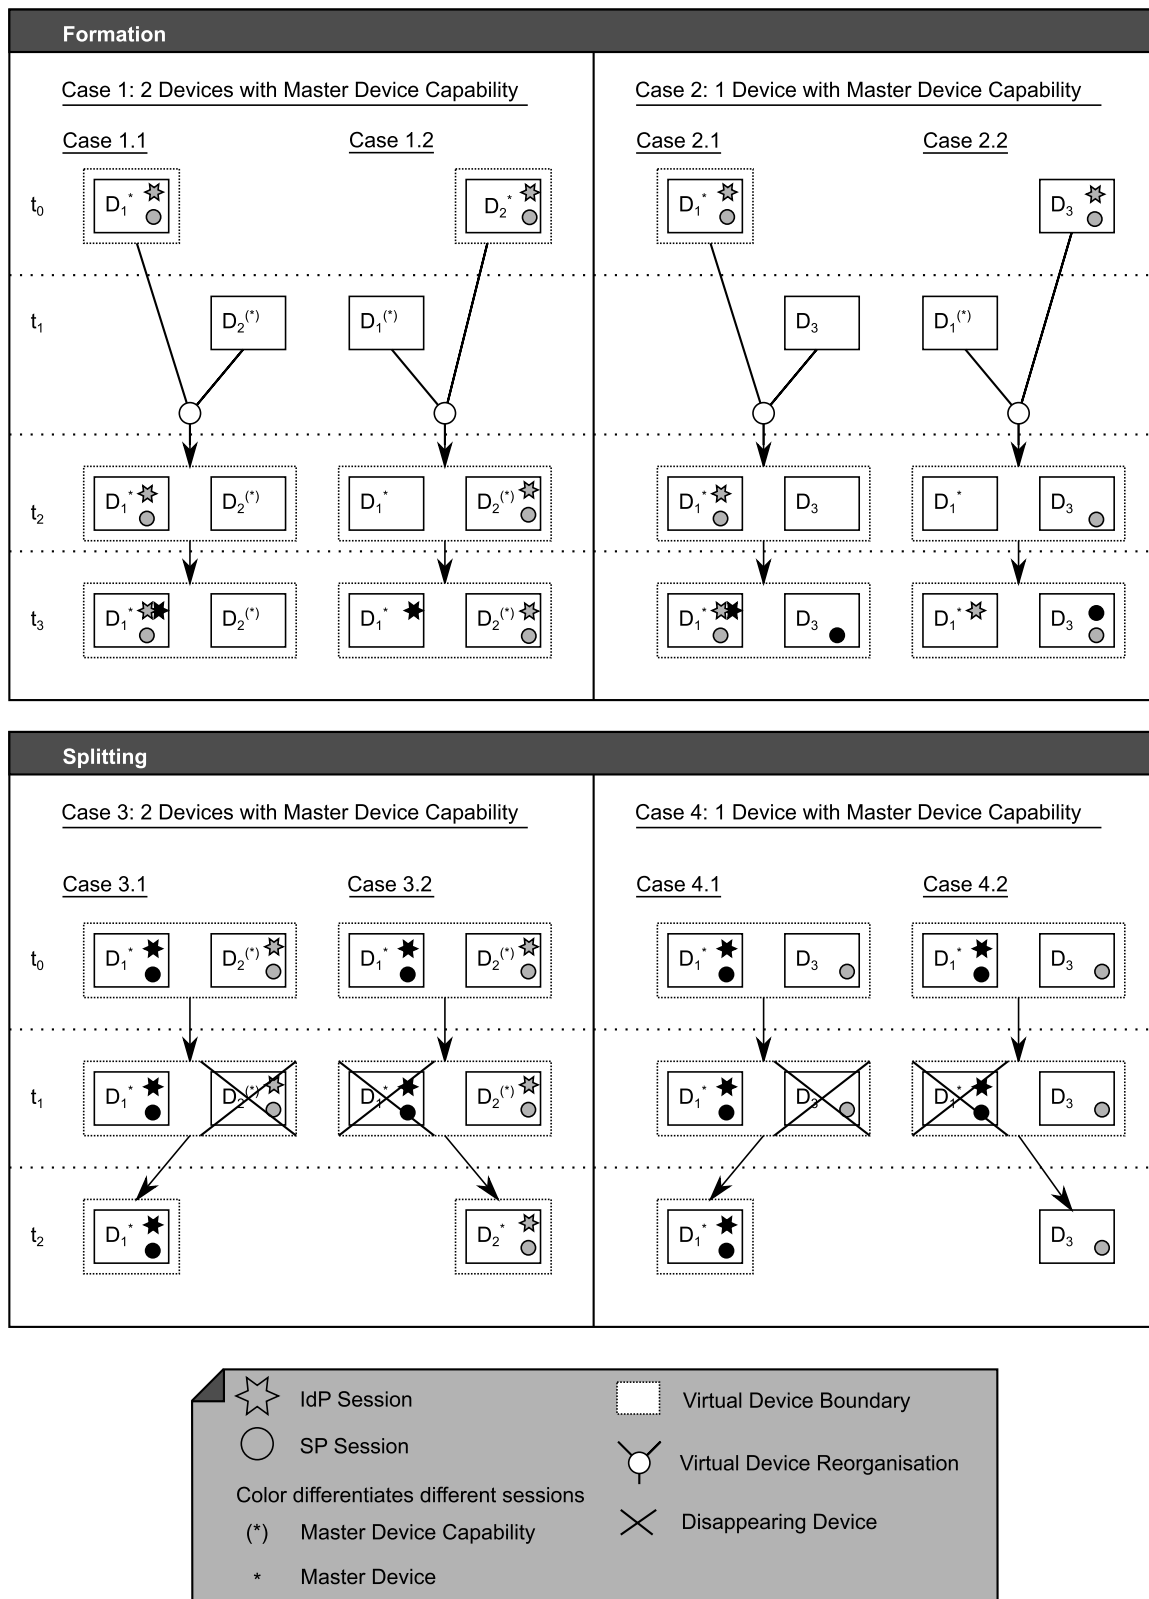 Formation
Case 1: 2 Devices with Master Device Capability
Case 2: 1 Device with Master Device Capability
Case 1.1 Case 1.2 Case 2.1 Case 2.2
t0 D1* D2* D1* D3
t1 D2(*) D1(*) D3 D1(*)
t2 D1* D2(*) D1* D2(*) D1* D3 D1* D3
t3 D1* D2(*) D1* D2(*) D1* D3 D1* D3
Splitting
Case 3: 2 Devices with Master Device Capability
Case 4: 1 Device with Master Device Capability
Case 3.1 Case 3.2 Case 4.1 Case 4.2
t0 D1* D2(*) D1* D2(*) D1* D3 D1* D3
t1 D1* D2(*) D1* D2(*) D1* D3 D1* D3
t2 D1* D2* D1* D3
IdP Session
SP Session
Color differentiates different sessions
(*) Master Device Capability
* Master Device
Virtual Device Boundary
Virtual Device Reorganisation
Disappearing Device